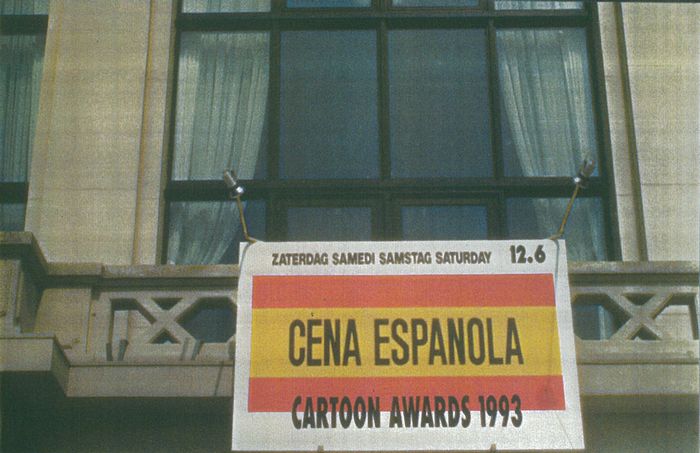 ZATERDAG SAMEDI SAMSTAG SATURDAY 12.6
CENA ESPANOLA
CARTOON AWARDS 1993